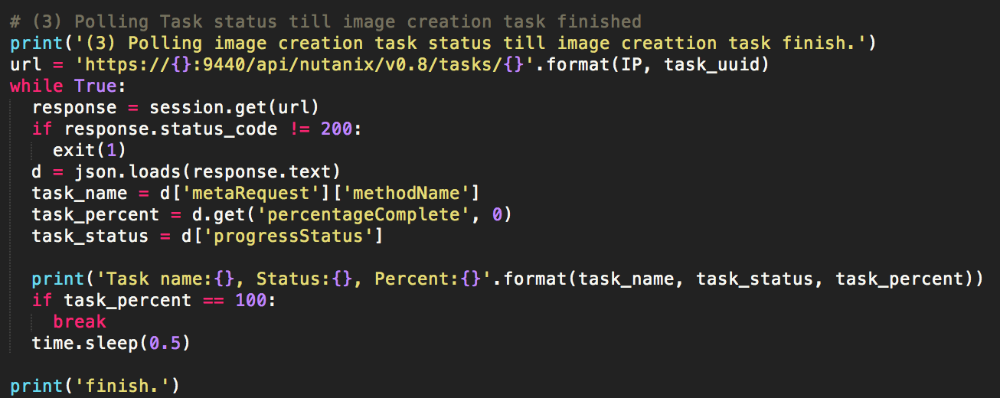 # (3) Polling Task status till image creation task finished
print('(3) Polling image creation task status till image creattion task finish.')
url = 'https://{}:9440/api/nutanix/v0.8/tasks/{}'.format(IP, task_uuid)
while True:
  response = session.get(url)
  if response.status_code != 200:
    exit(1)
  d = json.loads(response.text)
  task_name = d['metaRequest']['methodName']
  task_percent = d.get('percentageComplete', 0)
  task_status = d['progressStatus']

  print('Task name:{}, Status:{}, Percent:{}'.format(task_name, task_status, task_percent))
  if task_percent == 100:
    break
  time.sleep(0.5)

print('finish.')